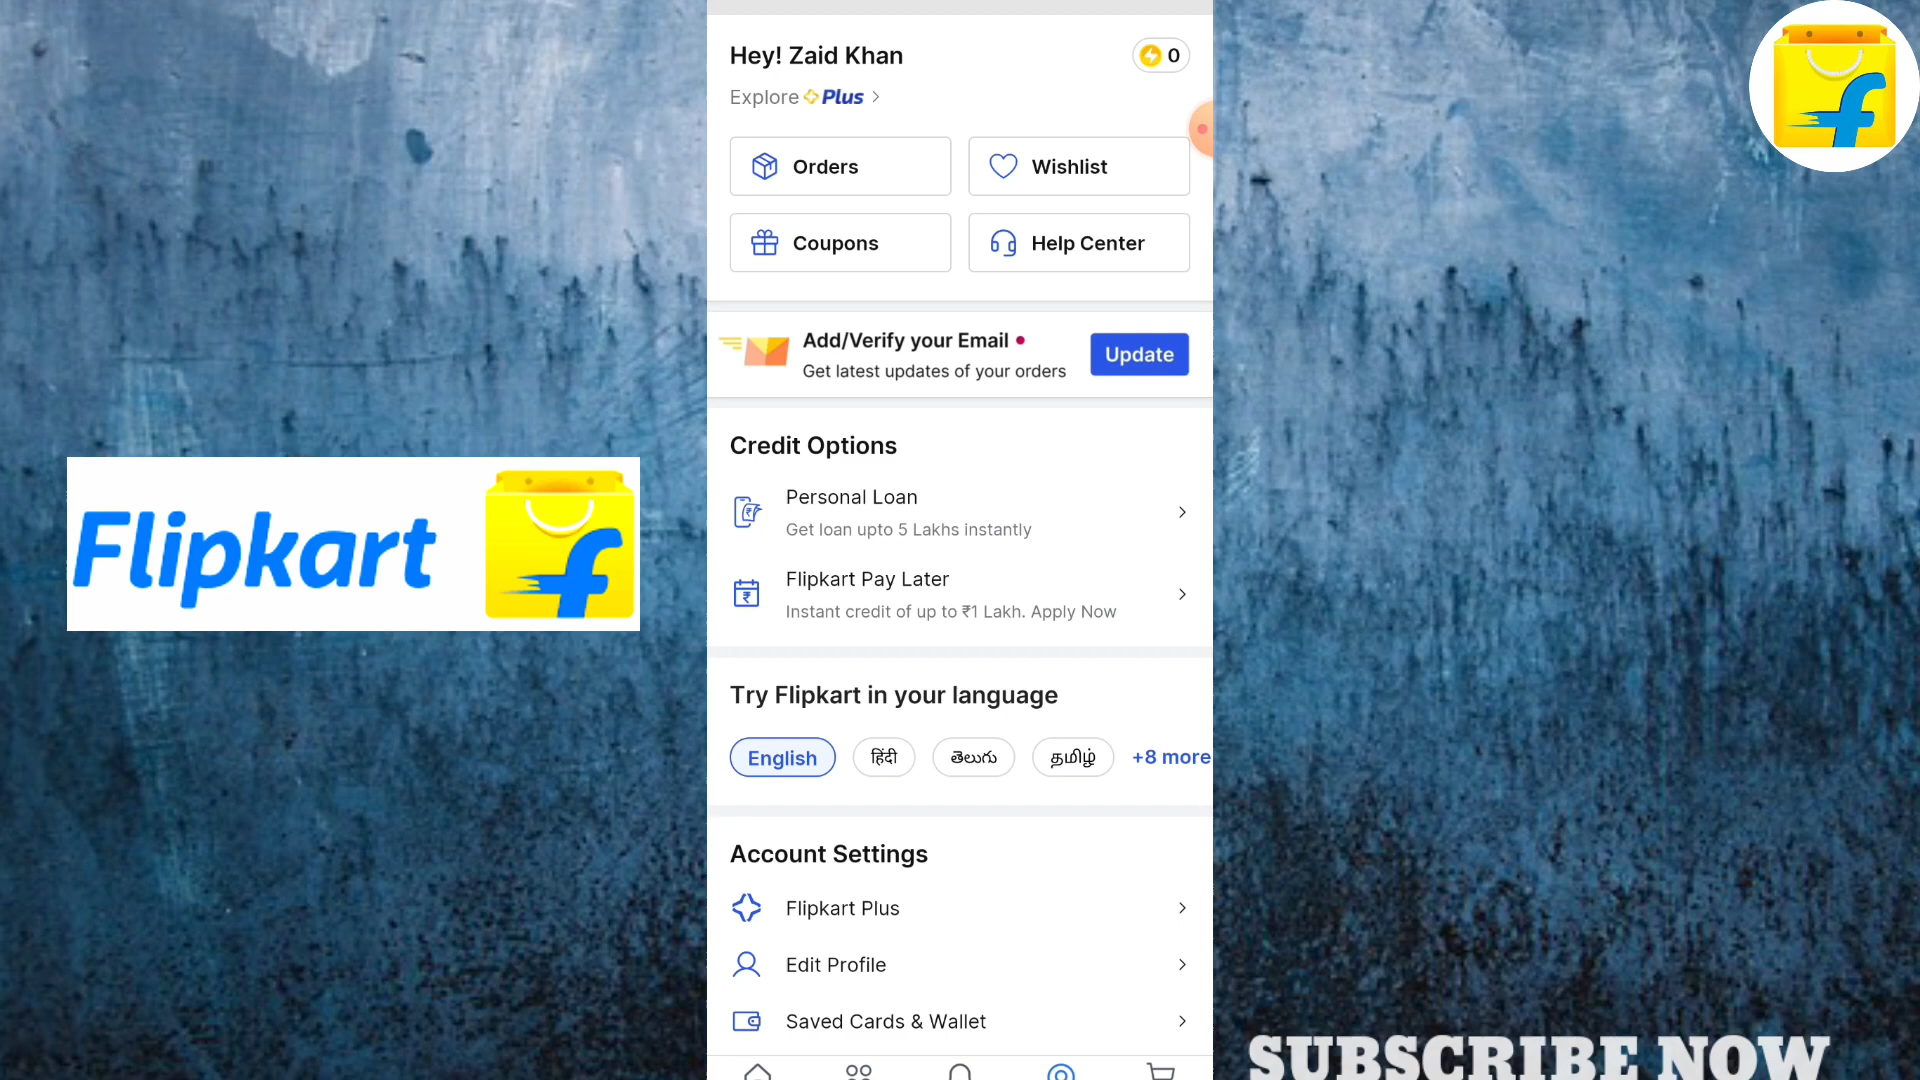 Hey! Zaid Khan
0
Explore Plus
Orders
Wishlist
Coupons
Help Center
Add/Verify your Email
Get latest updates of your orders
Update
Credit Options
Personal Loan
Get loan upto 5 Lakhs instantly
Flipkart Pay Later
Instant credit of up to ₹1 Lakh. Apply Now
Try Flipkart in your language
English
हिंदी
తెలుగు
தமிழ்
+8 more
Account Settings
Flipkart Plus
Edit Profile
Saved Cards & Wallet
Flipkart
f
f
SUBSCRIBE NOW